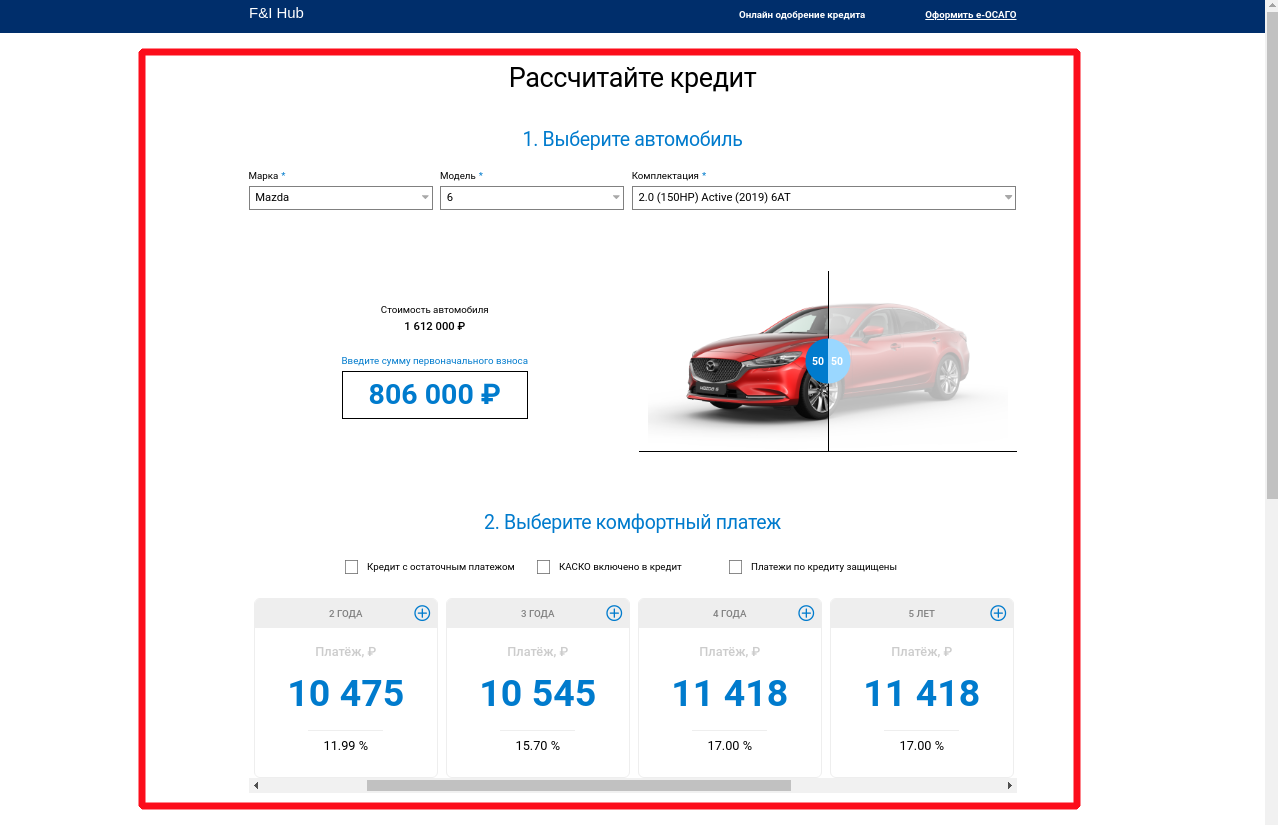 F&I Hub
Онлайн одобрение кредита
Оформить е-ОСАГО
Рассчитайте кредит
1. Выберите автомобиль
Марка *
Модель *
Комплектация *
Mazda
6
2.0 (150HP) Active (2019) 6AT
Стоимость автомобиля
1 612 000 ₽
Введите сумму первоначального взноса
806 000 ₽
50 50
2. Выберите комфортный платеж
Кредит с остаточным платежом
КАСКО включено в кредит
Платежи по кредиту защищены
2 ГОДА
3 ГОДА
4 ГОДА
5 ЛЕТ
Платёж, ₽
Платёж, ₽
Платёж, ₽
Платёж, ₽
10 475
10 545
11 418
11 418
11.99 %
15.70 %
17.00 %
17.00 %